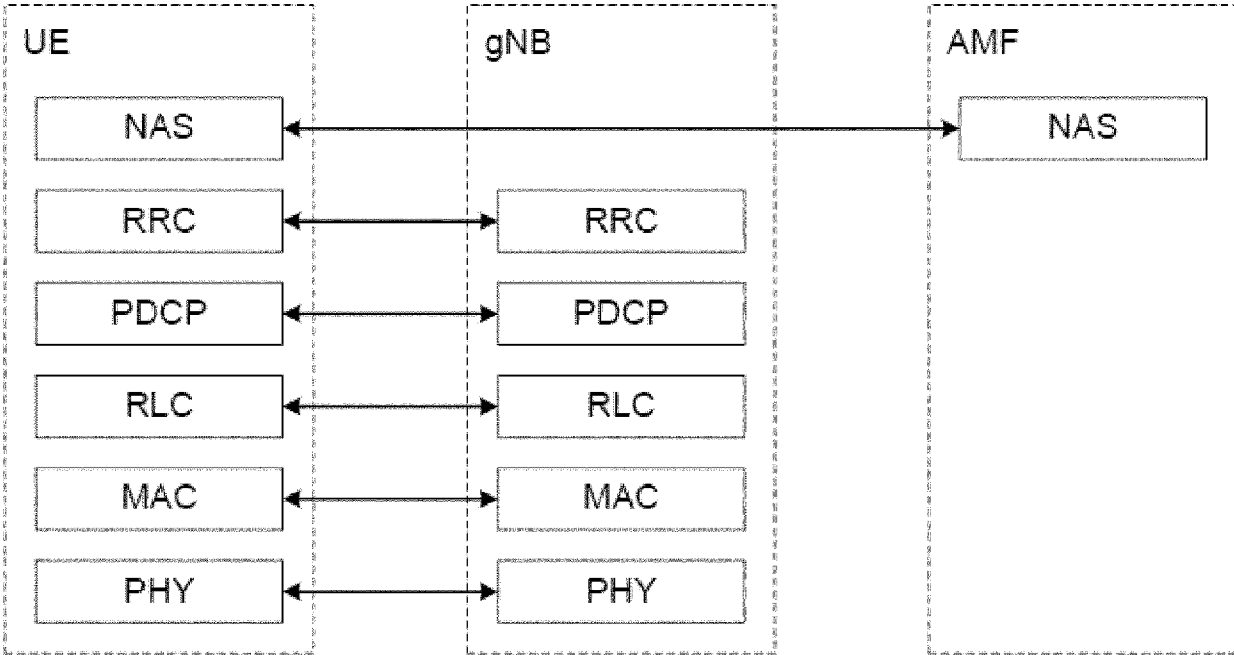 UE gNB AMF
NAS NAS
RRC RRC
PDCP PDCP
RLC RLC
MAC MAC
PHY PHY